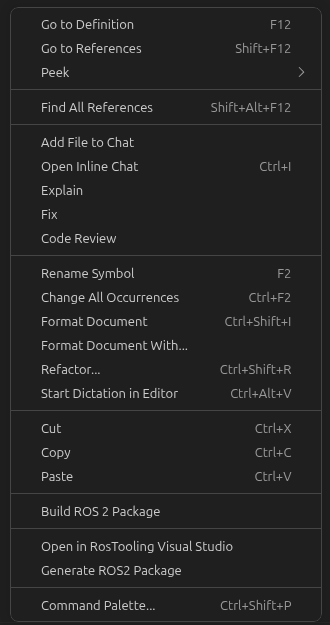 Go to Definition F12
Go to References Shift+F12
Peek
Find All References Shift+Alt+F12
Add File to Chat
Open Inline Chat Ctrl+I
Explain
Fix
Code Review
Rename Symbol F2
Change All Occurrences Ctrl+F2
Format Document Ctrl+Shift+I
Format Document With...
Refactor... Ctrl+Shift+R
Start Dictation in Editor Ctrl+Alt+V
Cut Ctrl+X
Copy Ctrl+C
Paste Ctrl+V
Build ROS 2 Package
Open in RosTooling Visual Studio
Generate ROS2 Package
Command Palette... Ctrl+Shift+P